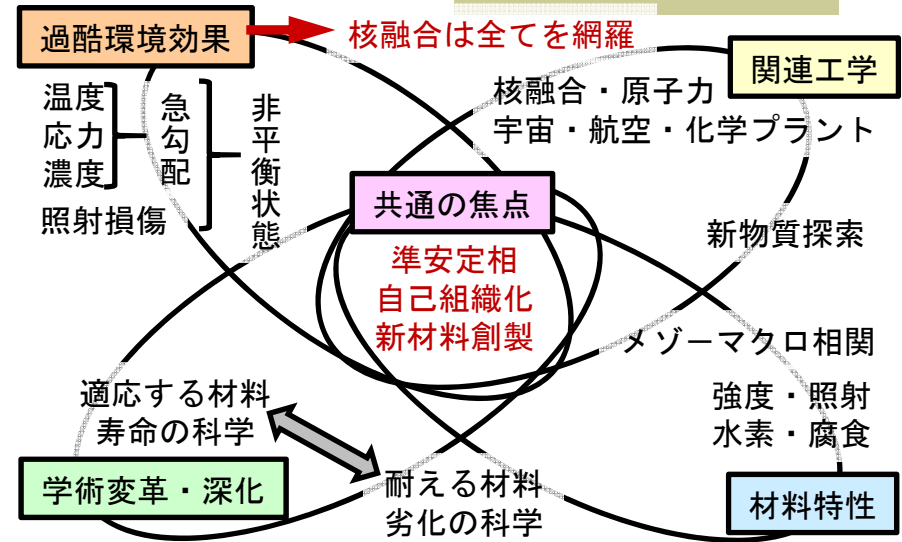 過酷環境効果
核融合は全てを網羅
関連工学
温度
応力
濃度
急勾配
非平衡状態
照射損傷
核融合・原子力
宇宙・航空・化学プラント
共通の焦点
準安定相
自己組織化
新材料創製
新物質探索
メゾーマクロ相関
強度・照射
水素・腐食
適応する材料
寿命の科学
学術変革・深化
耐える材料
劣化の科学
材料特性